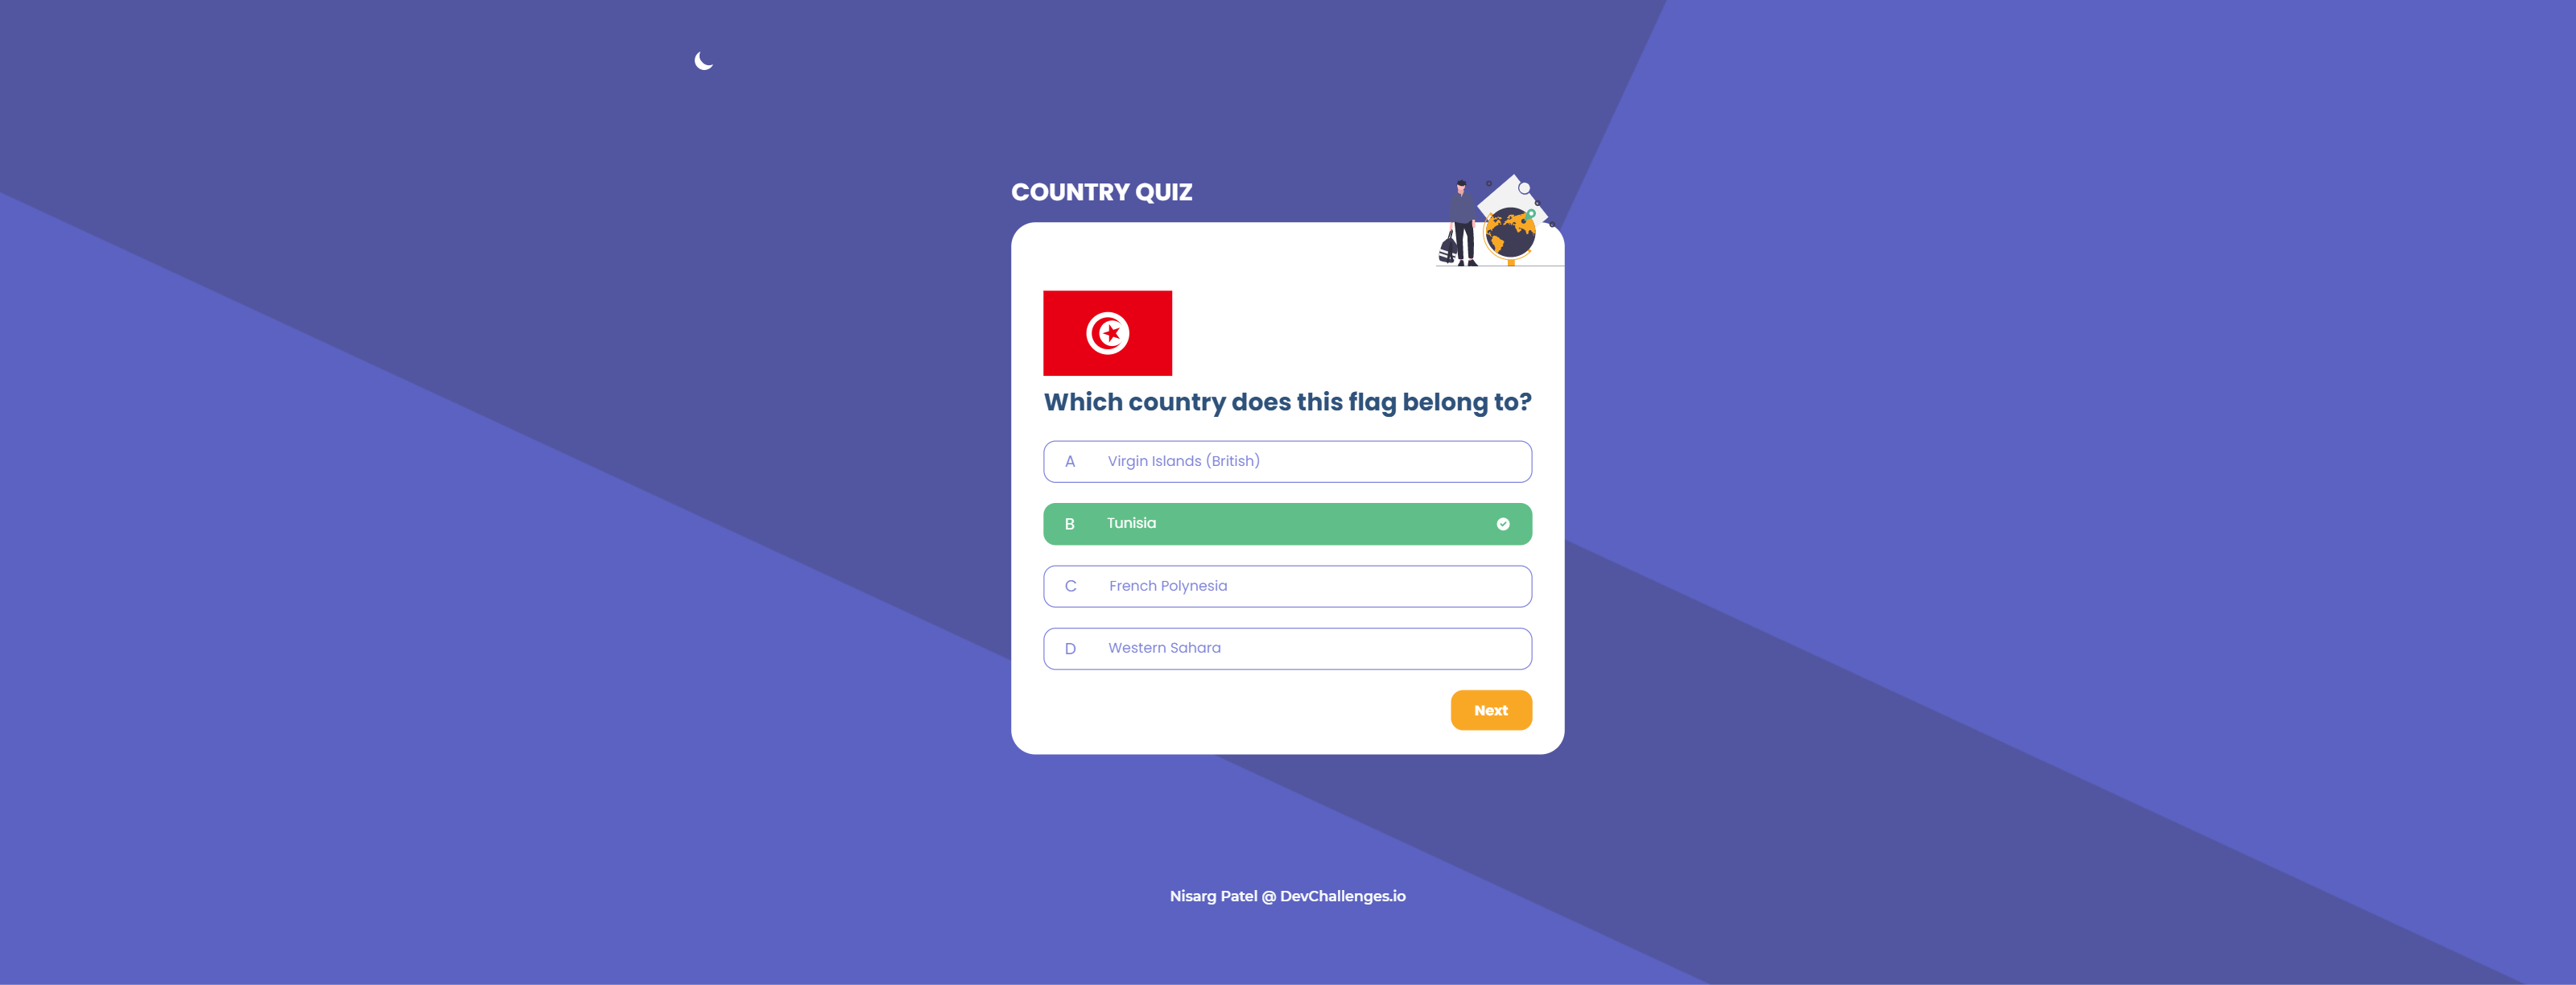 COUNTRY QUIZ
Which country does this flag belong to?
A Virgin Islands (British)
B Tunisia
C French Polynesia
D Western Sahara
Next
Nisarg Patel @ DevChallenges.io